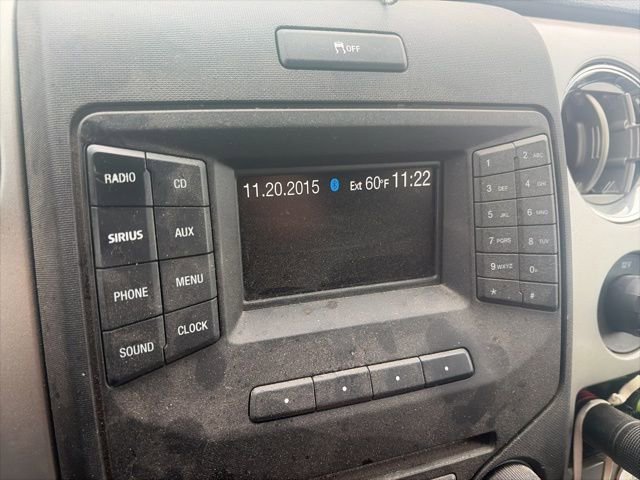 OFF
RADIO
CD
SIRIUS
AUX
PHONE
MENU
SOUND
CLOCK
11.20.2015 Ext 60°F 11:22
1
2 ABC
3 DEF
4 GHI
5 JKL
6 MNO
7 PQRS
8 TUV
9 WXYZ
0
*
#
12V